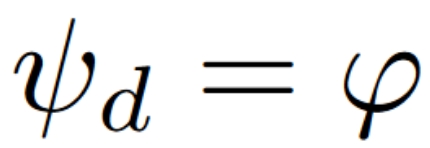 ψ_d = φ